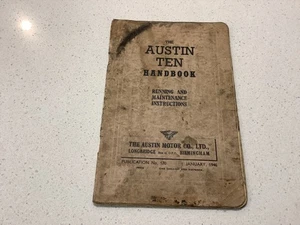 THE
AUSTIN
TEN
HANDBOOK
RUNNING AND
MAINTENANCE
INSTRUCTIONS
THE AUSTIN MOTOR CO., LTD.,
LONGBRIDGE BIRMINGHAM
PUBLICATION No. JANUARY,